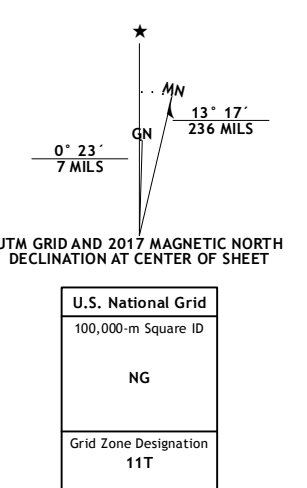 ★
MN
GN
13° 17´
236 MILS
0° 23´
7 MILS
UTM GRID AND 2017 MAGNETIC NORTH
DECLINATION AT CENTER OF SHEET
U.S. National Grid
100,000-m Square ID
NG
Grid Zone Designation
11T